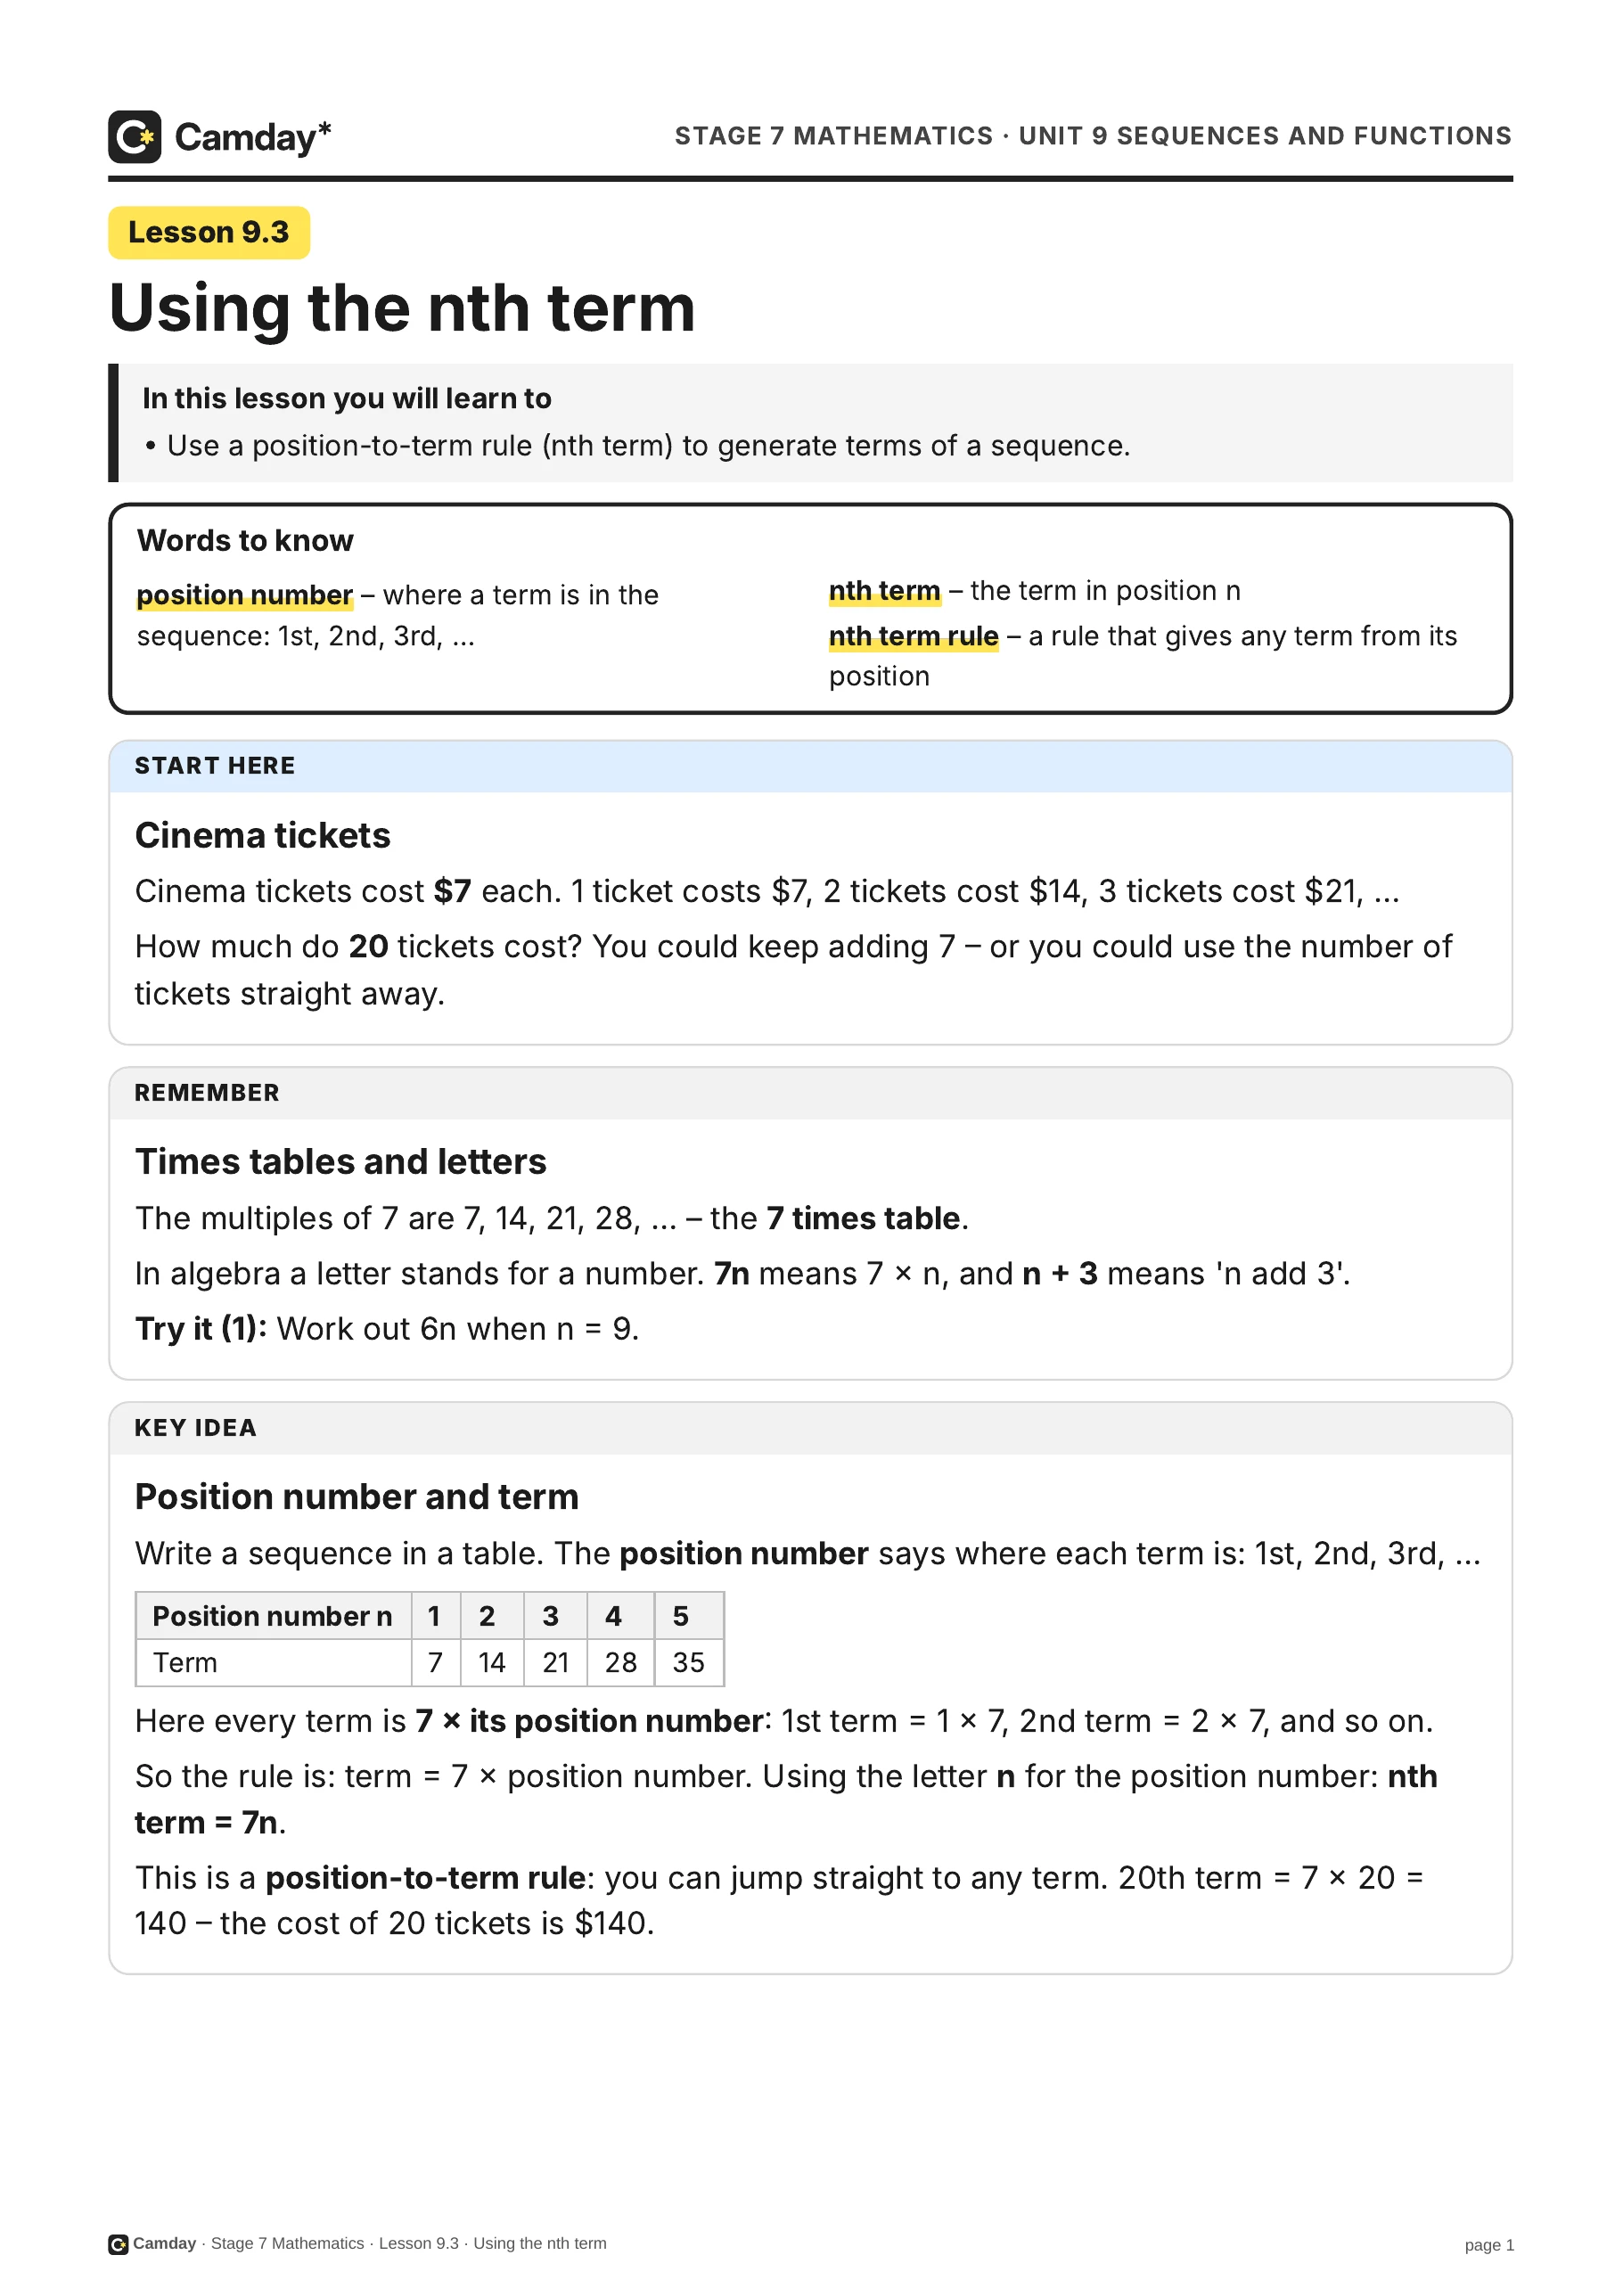 Camday*
STAGE 7 MATHEMATICS · UNIT 9 SEQUENCES AND FUNCTIONS
Lesson 9.3
Using the nth term
In this lesson you will learn to
• Use a position-to-term rule (nth term) to generate terms of a sequence.
Words to know
position number – where a term is in the
sequence: 1st, 2nd, 3rd, ...
nth term – the term in position n
nth term rule – a rule that gives any term from its
position
START HERE
Cinema tickets
Cinema tickets cost $7 each. 1 ticket costs $7, 2 tickets cost $14, 3 tickets cost $21, ...
How much do 20 tickets cost? You could keep adding 7 – or you could use the number of
tickets straight away.
REMEMBER
Times tables and letters
The multiples of 7 are 7, 14, 21, 28, ... – the 7 times table.
In algebra a letter stands for a number. 7n means 7 × n, and n + 3 means 'n add 3'.
Try it (1): Work out 6n when n = 9.
KEY IDEA
Position number and term
Write a sequence in a table. The position number says where each term is: 1st, 2nd, 3rd, ...
Position number n 1 2 3 4 5
Term 7 14 21 28 35
Here every term is 7 × its position number: 1st term = 1 × 7, 2nd term = 2 × 7, and so on.
So the rule is: term = 7 × position number. Using the letter n for the position number: nth
term = 7n.
This is a position-to-term rule: you can jump straight to any term. 20th term = 7 × 20 =
140 – the cost of 20 tickets is $140.
Camday · Stage 7 Mathematics · Lesson 9.3 · Using the nth term
page 1